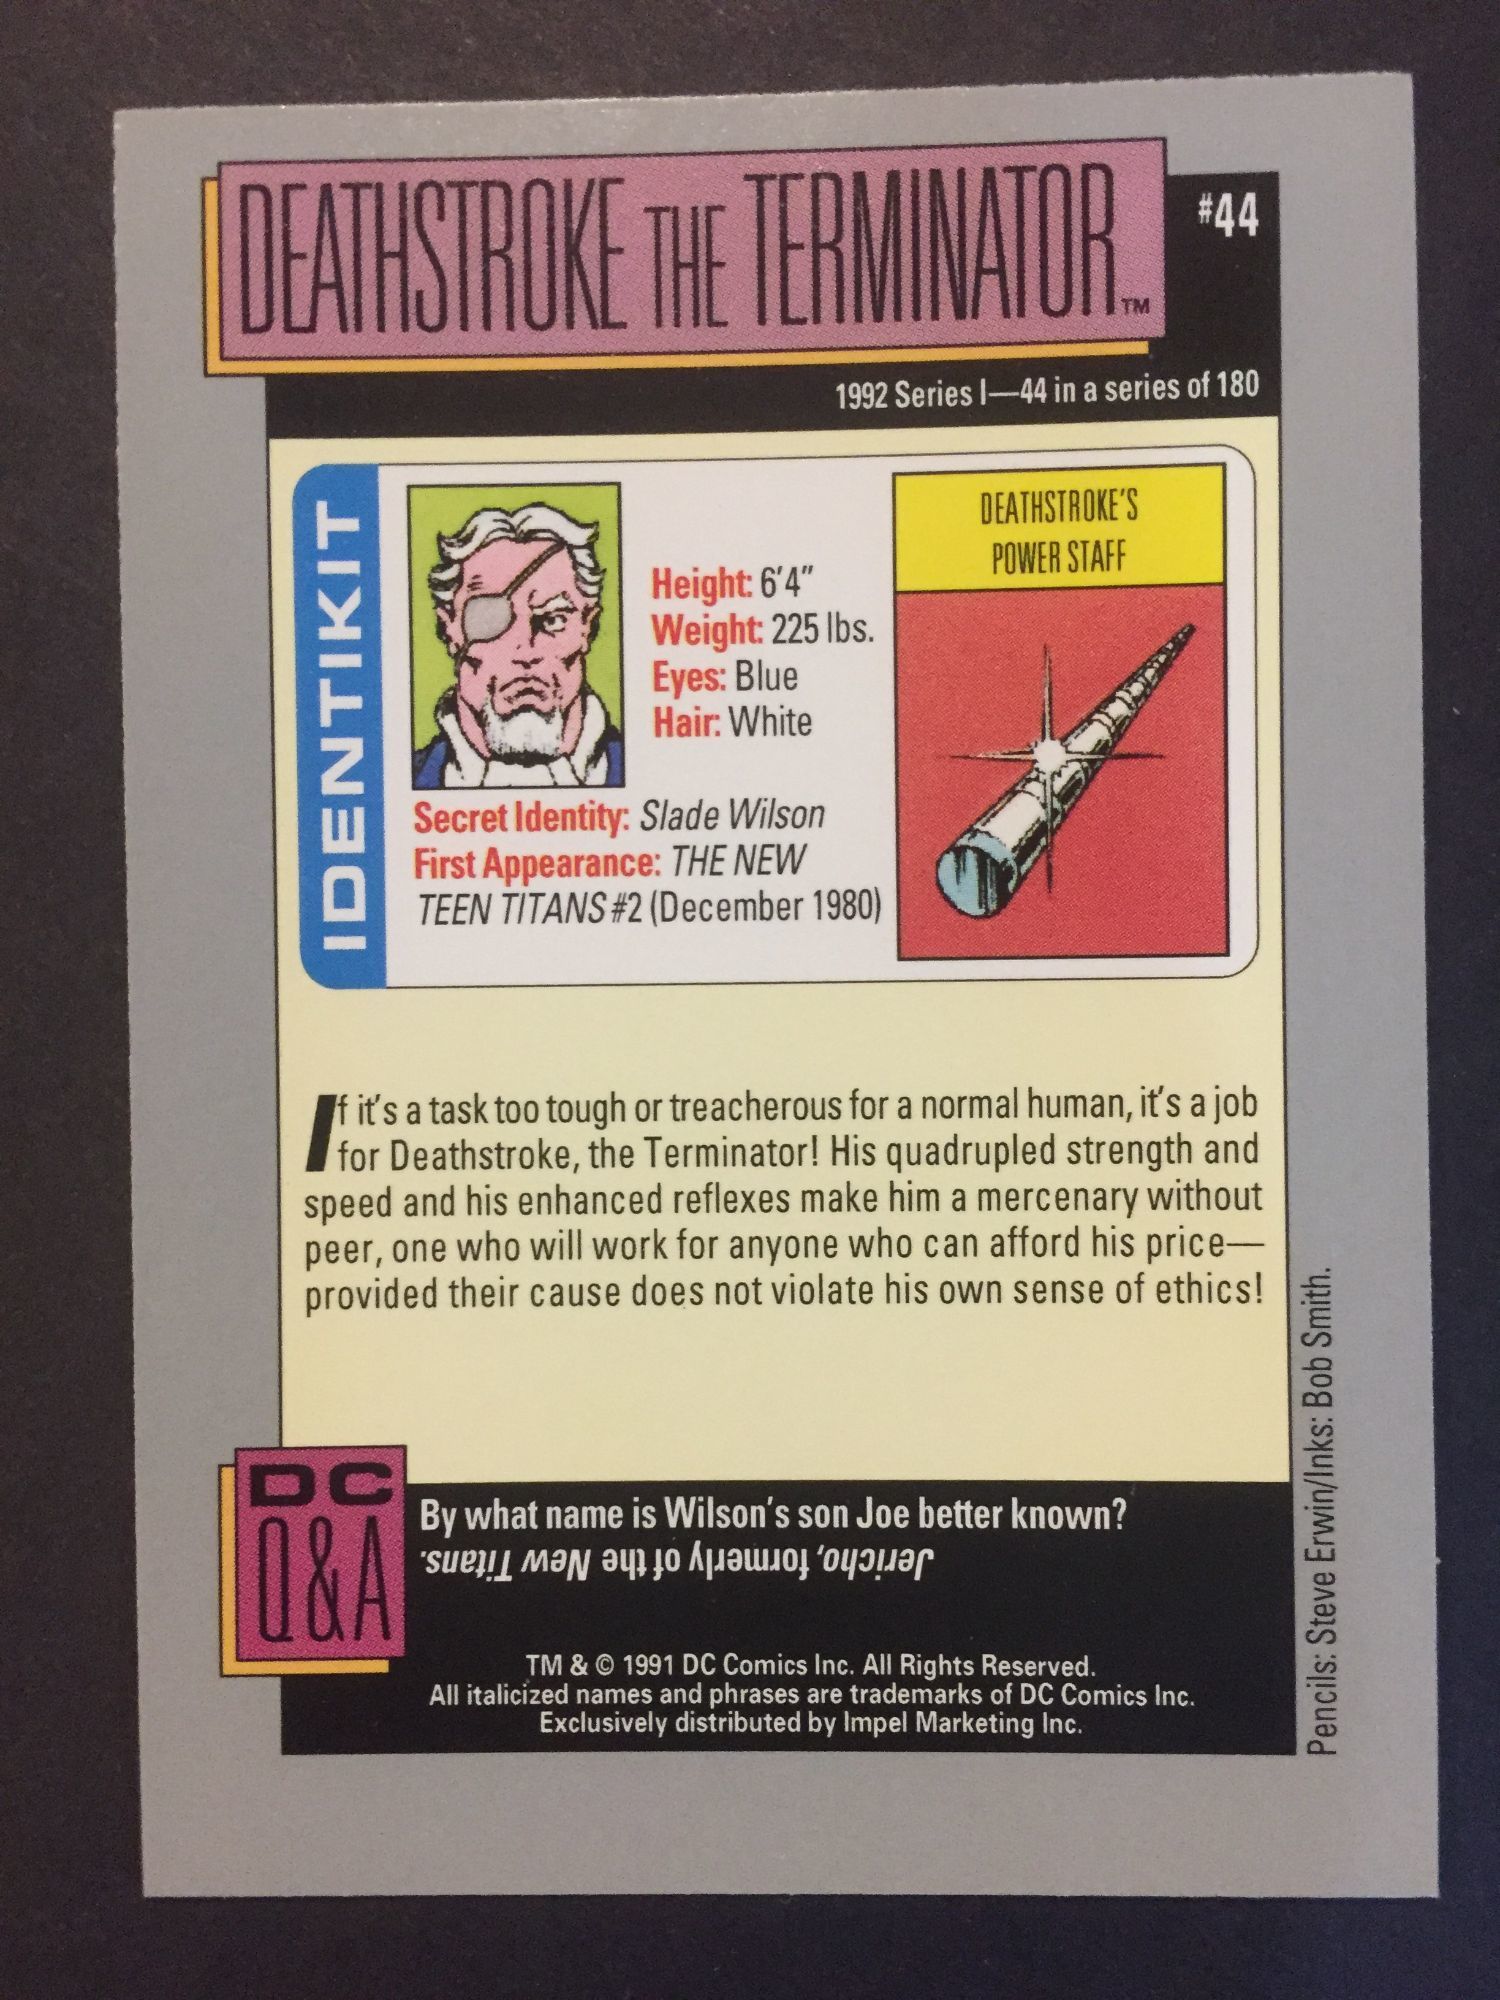 DEATHSTROKE THE TERMINATOR™
#44
1992 Series I—44 in a series of 180
IDENTIKIT
Height: 6'4"
Weight: 225 lbs.
Eyes: Blue
Hair: White
Secret Identity: Slade Wilson
First Appearance: THE NEW
TEEN TITANS #2 (December 1980)
DEATHSTROKE'S
POWER STAFF
If it's a task too tough or treacherous for a normal human, it's a job
for Deathstroke, the Terminator! His quadrupled strength and
speed and his enhanced reflexes make him a mercenary without
peer, one who will work for anyone who can afford his price—
provided their cause does not violate his own sense of ethics!
DC
Q&A
By what name is Wilson's son Joe better known?
Jericho, formerly of the New Titans.
TM & © 1991 DC Comics Inc. All Rights Reserved.
All italicized names and phrases are trademarks of DC Comics Inc.
Exclusively distributed by Impel Marketing Inc.
Pencils: Steve Erwin/Inks: Bob Smith.